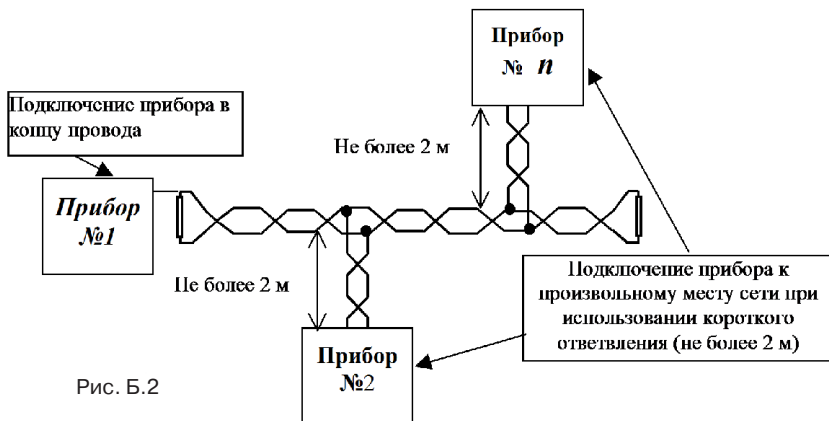 Прибор
№ n
Подключение прибора в
концу провода
Не более 2 м
Прибор
№1
Не более 2 м
Подключение прибора к
произвольному месту сети при
использовании короткого
ответвления (не более 2 м)
Прибор
№2
Рис. Б.2